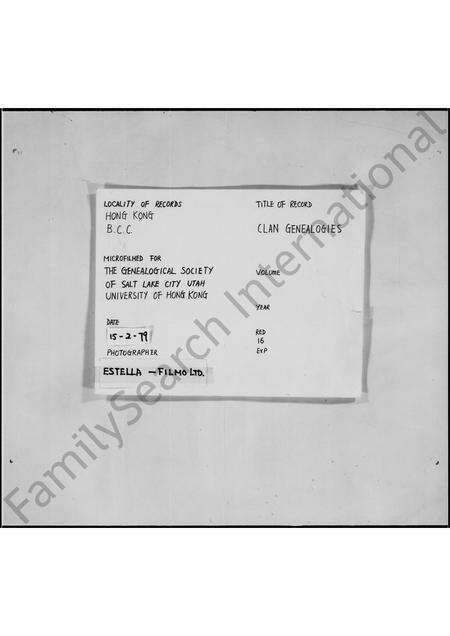 LOCALITY OF RECORDS
HONG KONG
B.C.C.
TITLE OF RECORD
CLAN GENEALOGIES
MICROFILMED FOR
THE GENEALOGICAL SOCIETY
OF SALT LAKE CITY UTAH
UNIVERSITY OF HONG KONG
VOLUME
YEAR
DATE
15-2-79
PHOTOGRAPHER
ESTELLA - FILMO LTD.
RED
16
EXP
FamilySearch International